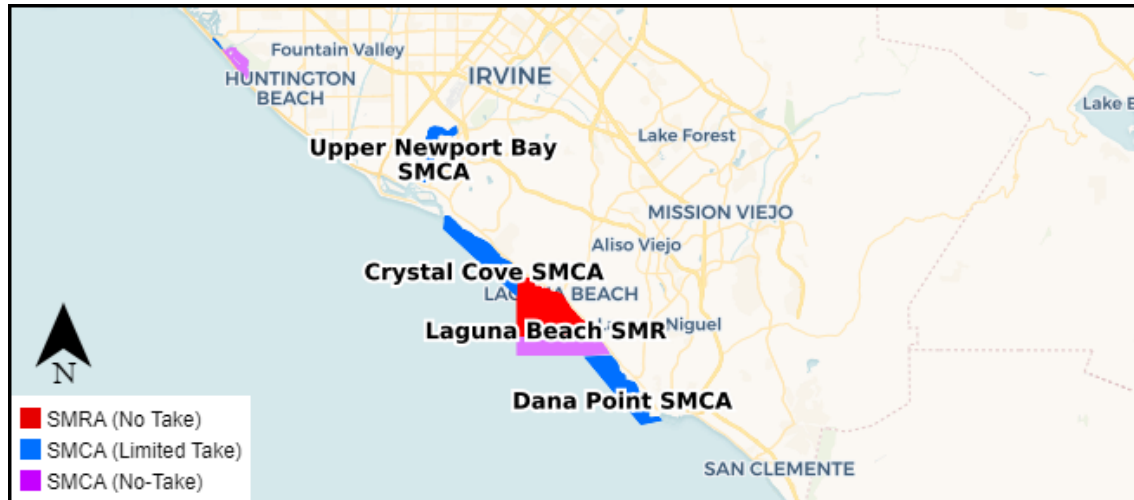 Fountain Valley
HUNTINGTON
BEACH
IRVINE
Lake Forest
Upper Newport Bay
SMCA
MISSION VIEJO
Aliso Viejo
Crystal Cove SMCA
BEACH
Laguna Beach SMR
Niguel
Dana Point SMCA
SAN CLEMENTE
N
SMRA (No Take)
SMCA (Limited Take)
SMCA (No-Take)
Lake